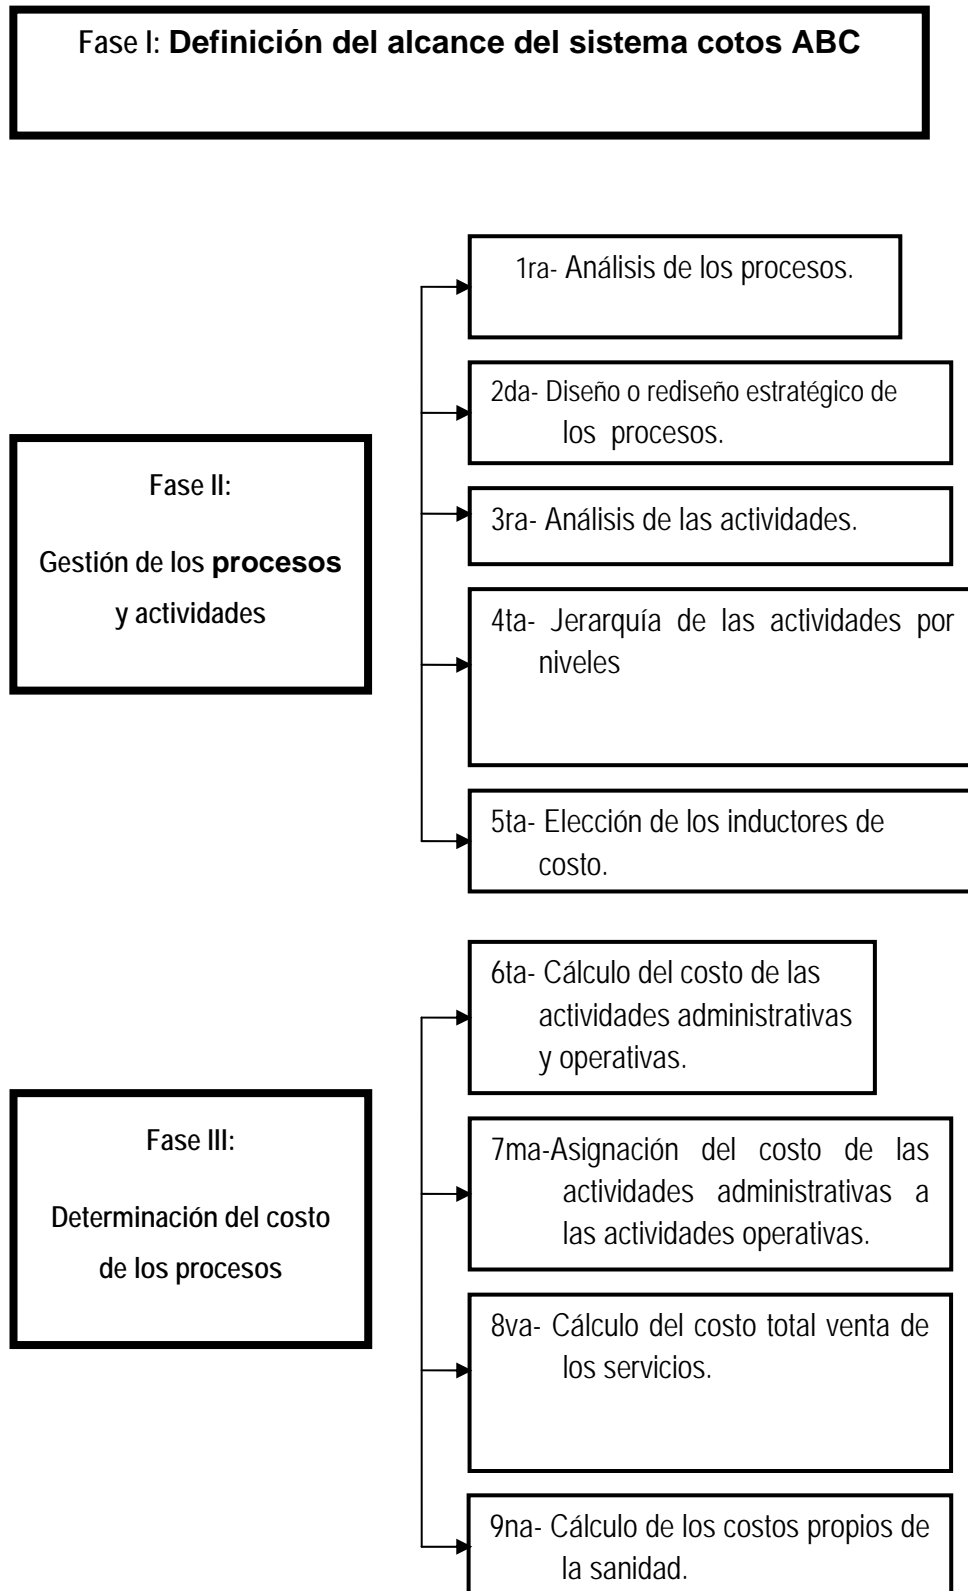 Fase I: Definición del alcance del sistema cotos ABC
1ra- Análisis de los procesos.
2da- Diseño o rediseño estratégico de
los procesos.
3ra- Análisis de las actividades.
4ta- Jerarquía de las actividades por
niveles
5ta- Elección de los inductores de
costo.
Fase II:
Gestión de los procesos
y actividades
6ta- Cálculo del costo de las
actividades administrativas
y operativas.
7ma-Asignación del costo de las
actividades administrativas a
las actividades operativas.
8va- Cálculo del costo total venta de
los servicios.
9na- Cálculo de los costos propios de
la sanidad.
Fase III:
Determinación del costo
de los procesos